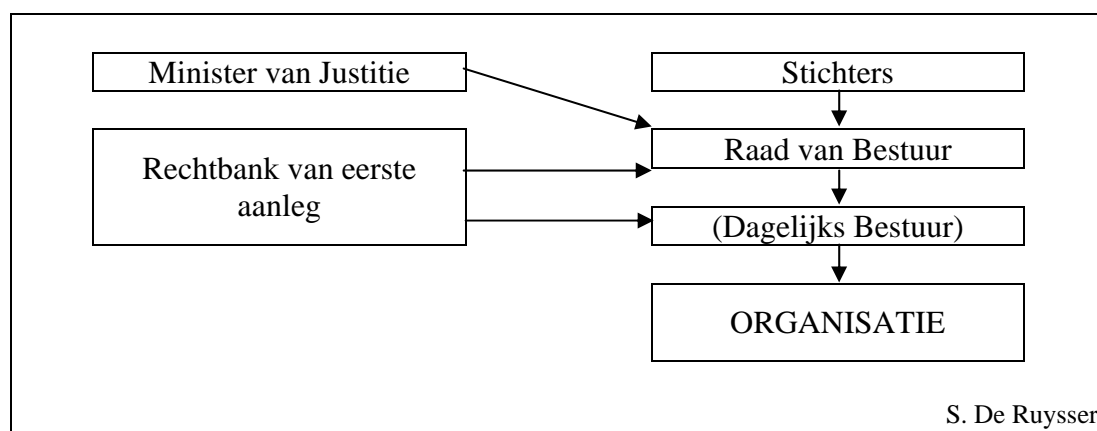 Minister van Justitie
Stichters
Rechtbank van eerste
aanleg
Raad van Bestuur
(Dagelijks Bestuur)
ORGANISATIE
S. De Ruysser